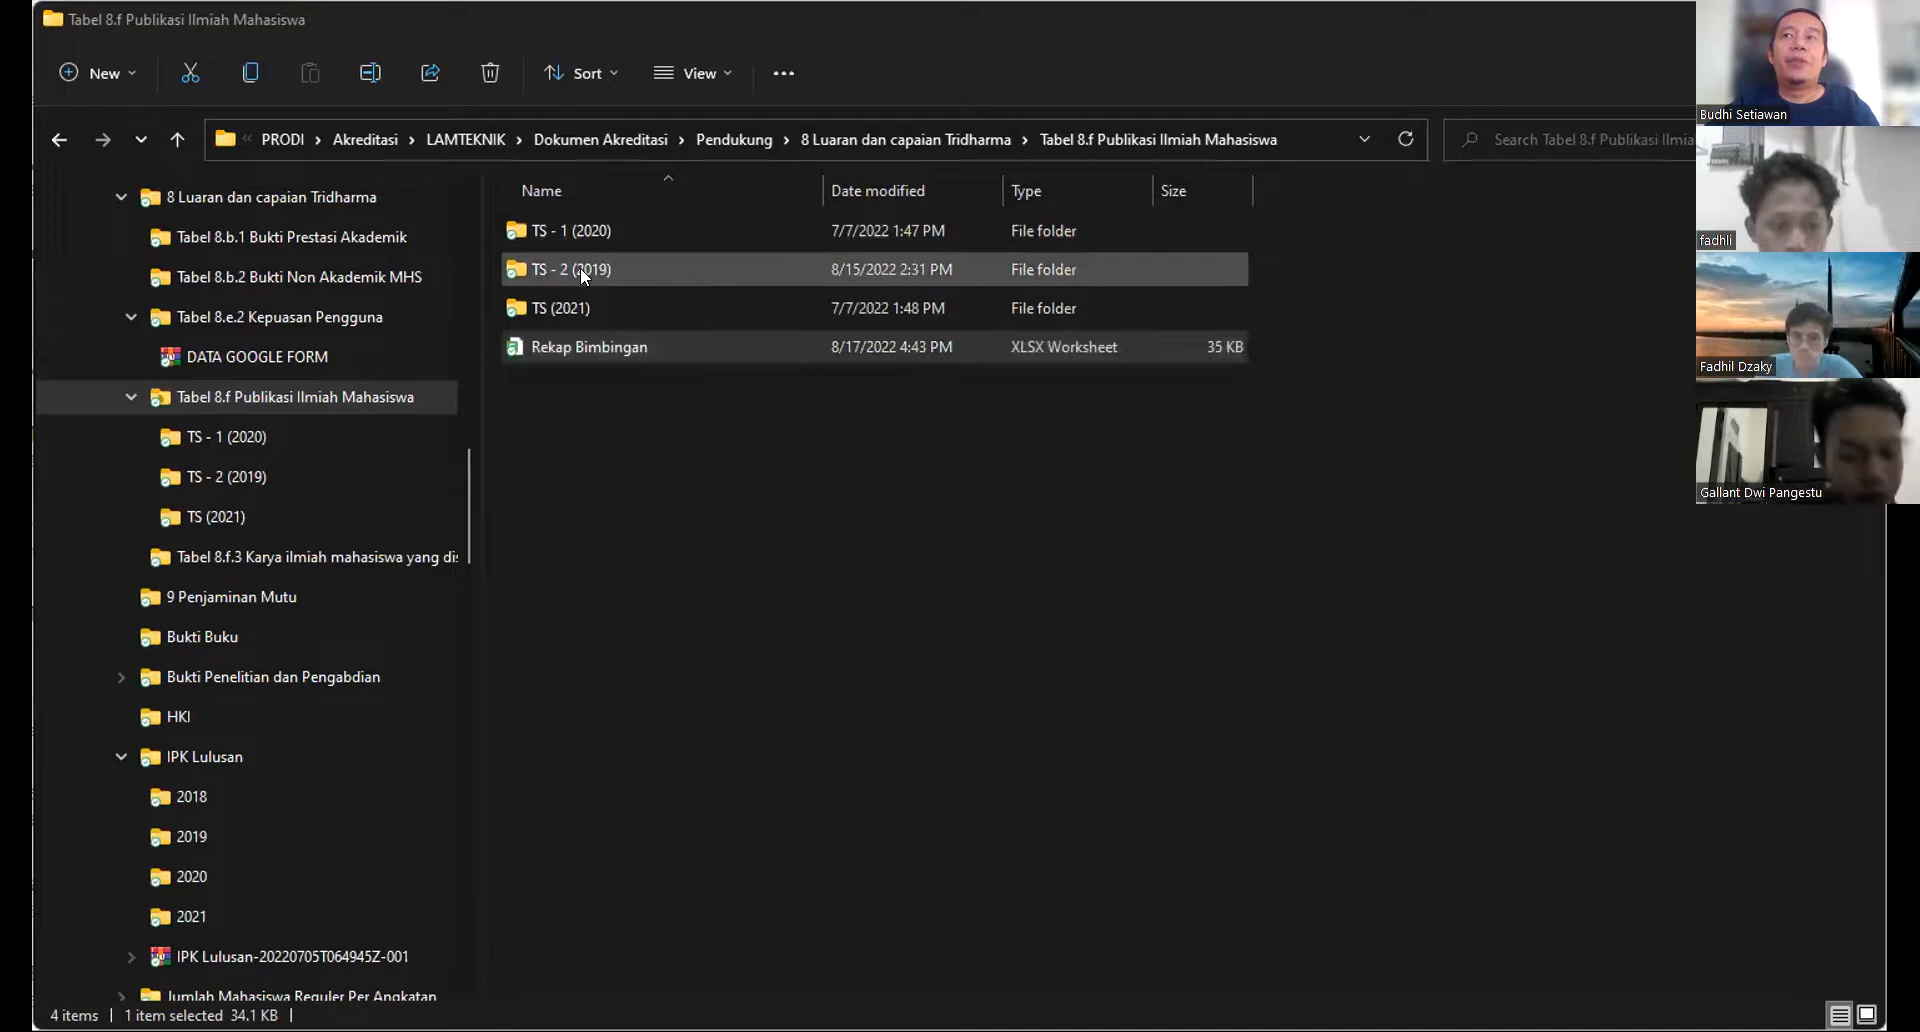 Tabel 8.f Publikasi Ilmiah Mahasiswa
New
Sort
View
« PRODI > Akreditasi > LAMTEKNIK > Dokumen Akreditasi > Pendukung > 8 Luaran dan capaian Tridharma > Tabel 8.f Publikasi Ilmiah Mahasiswa
Search Tabel 8.f Publikasi Ilmia
8 Luaran dan capaian Tridharma
Tabel 8.b.1 Bukti Prestasi Akademik
Tabel 8.b.2 Bukti Non Akademik MHS
Tabel 8.e.2 Kepuasan Pengguna
DATA GOOGLE FORM
Tabel 8.f Publikasi Ilmiah Mahasiswa
TS - 1 (2020)
TS - 2 (2019)
TS (2021)
Tabel 8.f.3 Karya ilmiah mahasiswa yang dis
9 Penjaminan Mutu
Bukti Buku
Bukti Penelitian dan Pengabdian
HKI
IPK Lulusan
2018
2019
2020
2021
IPK Lulusan-20220705T064945Z-001
Jumlah Mahasiswa Reguler Per Angkatan
Name Date modified Type Size
TS - 1 (2020) 7/7/2022 1:47 PM File folder
TS - 2 (2019) 8/15/2022 2:31 PM File folder
TS (2021) 7/7/2022 1:48 PM File folder
Rekap Bimbingan 8/17/2022 4:43 PM XLSX Worksheet 35 KB
4 items | 1 item selected 34.1 KB |
Budhi Setiawan
fadhli
Fadhil Dzaky
Gallant Dwi Pangestu